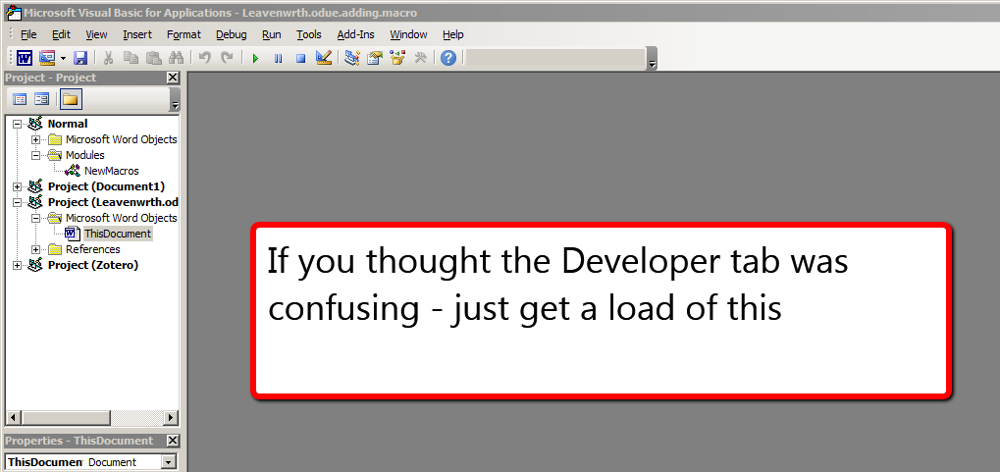 Microsoft Visual Basic for Applications - Leavenwrth.odue.adding.macro
File Edit View Insert Format Debug Run Tools Add-Ins Window Help
Project - Project
Normal
Microsoft Word Objects
Modules
NewMacros
Project (Document1)
Project (Leavenwrth.od
Microsoft Word Objects
ThisDocument
References
Project (Zotero)
If you thought the Developer tab was
confusing - just get a load of this
Properties - ThisDocument
ThisDocumen Document